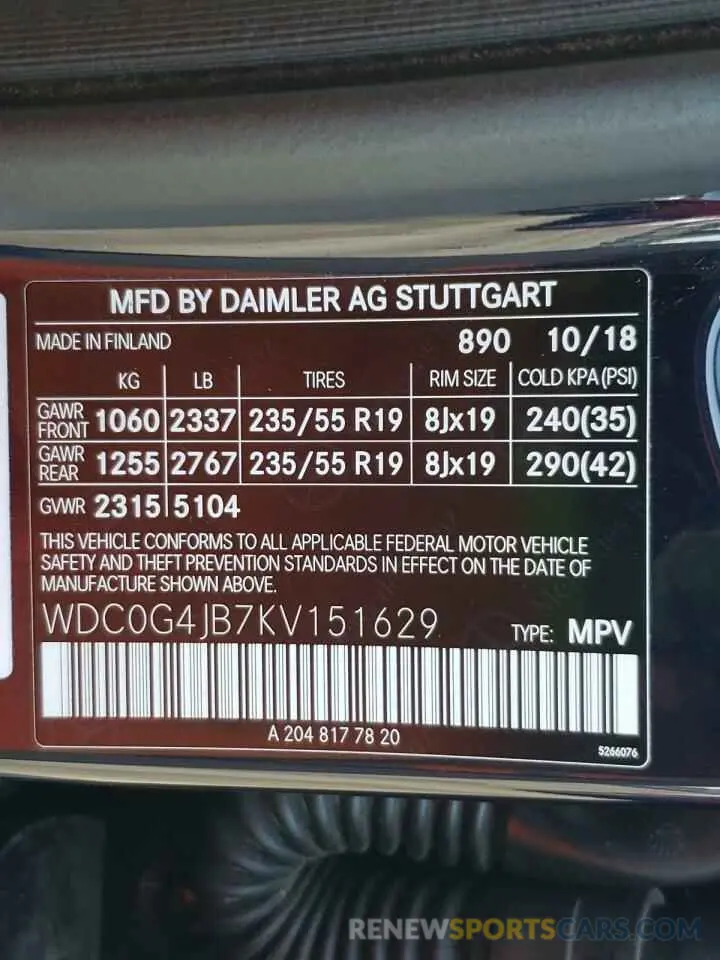 MFD BY DAIMLER AG STUTTGART
MADE IN FINLAND 890 10/18
KG LB TIRES RIM SIZE COLD KPA(PSI)
GAWR FRONT 1060 2337 235/55 R19 8Jx19 240(35)
GAWR REAR 1255 2767 235/55 R19 8Jx19 290(42)
GVWR 2315 5104
THIS VEHICLE CONFORMS TO ALL APPLICABLE FEDERAL MOTOR VEHICLE
SAFETY AND THEFT PREVENTION STANDARDS IN EFFECT ON THE DATE OF
MANUFACTURE SHOWN ABOVE.
WDC0G4JB7KV151629 TYPE: MPV
A 204 817 78 20
5266076
RENEWSPORTSCARS.COM